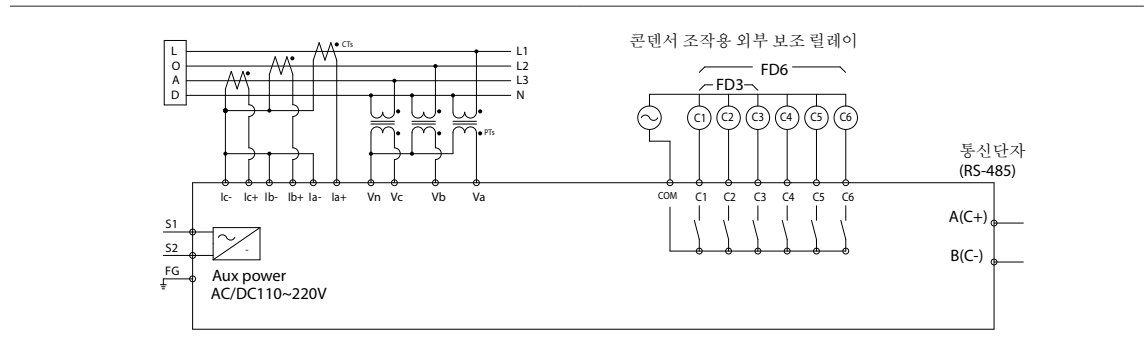 콘덴서 조작용 외부 보조 릴레이
CTs
L
O
A
D
L1
L2
L3
N
FD6
FD3
C1 C2 C3 C4 C5 C6
PTs
통신단자
(RS-485)
Ic- Ic+ Ib- Ib+ Ia- Ia+ Vn Vc Vb Va
COM C1 C2 C3 C4 C5 C6
A(C+)
B(C-)
S1
S2
FG
Aux power
AC/DC110~220V